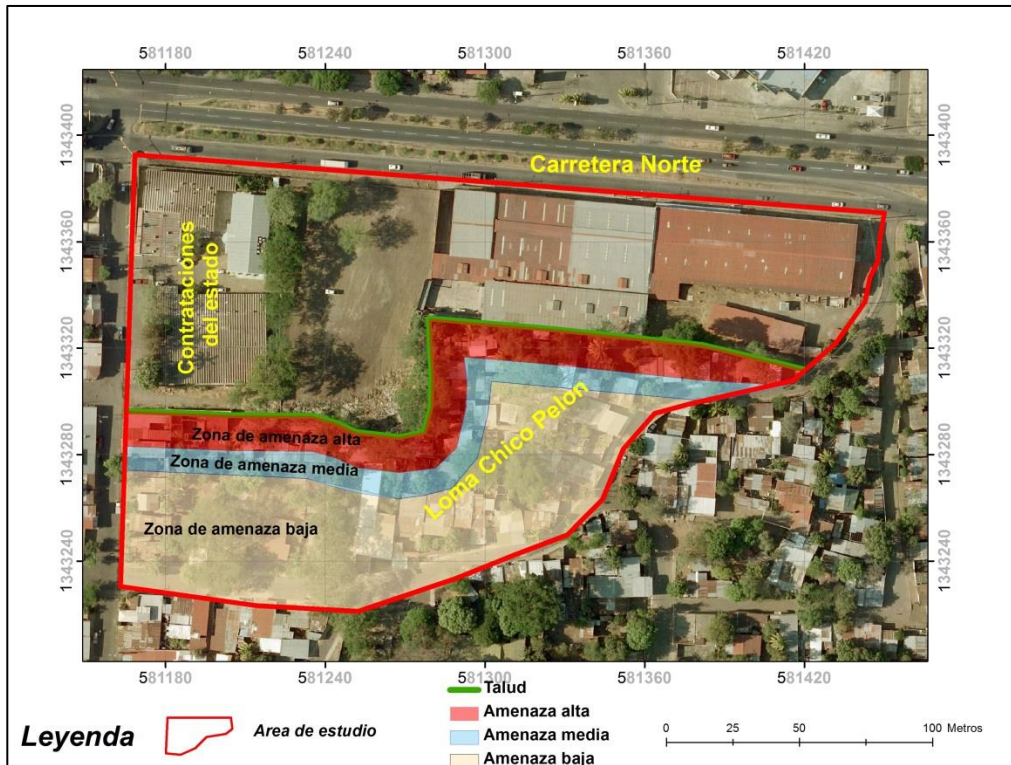 581180 581240 581300 581360 581420
1343400
1343360
1343320
1343280
1343240
1343400
1343360
1343320
1343280
1343240
Carretera Norte
Contrataciones
del estado
Loma Chico Pelon
Zona de amenaza alta
Zona de amenaza media
Zona de amenaza baja
581180 581240 581300 581360 581420
Leyenda
Area de estudio
Talud
Amenaza alta
Amenaza media
Amenaza baja
0 25 50 100 Metros